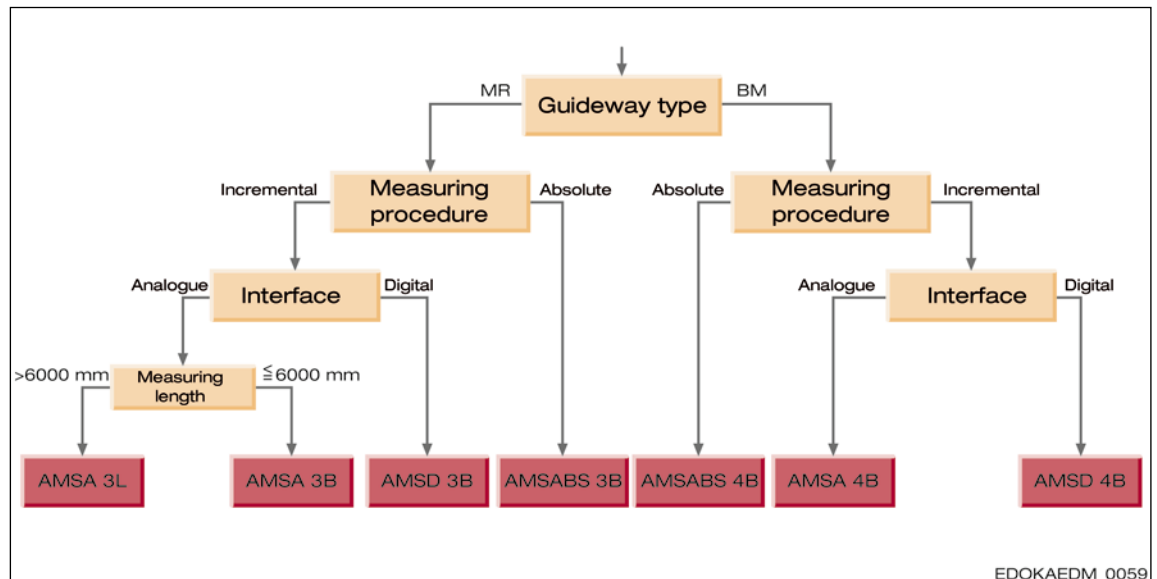 MR
Guideway type
BM
Incremental
Measuring
procedure
Absolute
Absolute
Measuring
procedure
Incremental
Analogue
Interface
Digital
Analogue
Interface
Digital
>6000 mm
Measuring
length
≦6000 mm
AMSA 3L
AMSA 3B
AMSD 3B
AMSABS 3B
AMSABS 4B
AMSA 4B
AMSD 4B
EDOKAEDM_0059